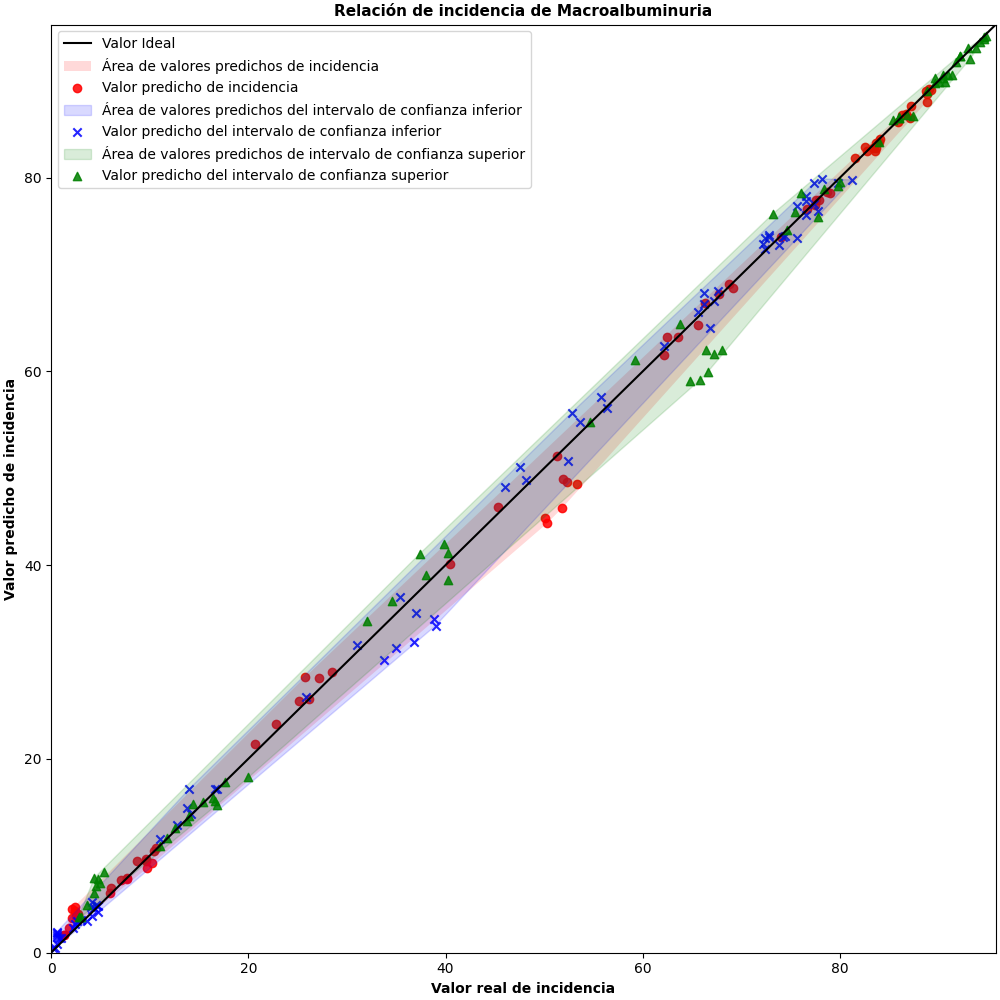 Relación de incidencia de Macroalbuminuria
Valor Ideal
Área de valores predichos de incidencia
Valor predicho de incidencia
Área de valores predichos del intervalo de confianza inferior
Valor predicho del intervalo de confianza inferior
Área de valores predichos de intervalo de confianza superior
Valor predicho del intervalo de confianza superior
Valor predicho de incidencia
80
60
40
20
0
0 20 40 60 80
Valor real de incidencia